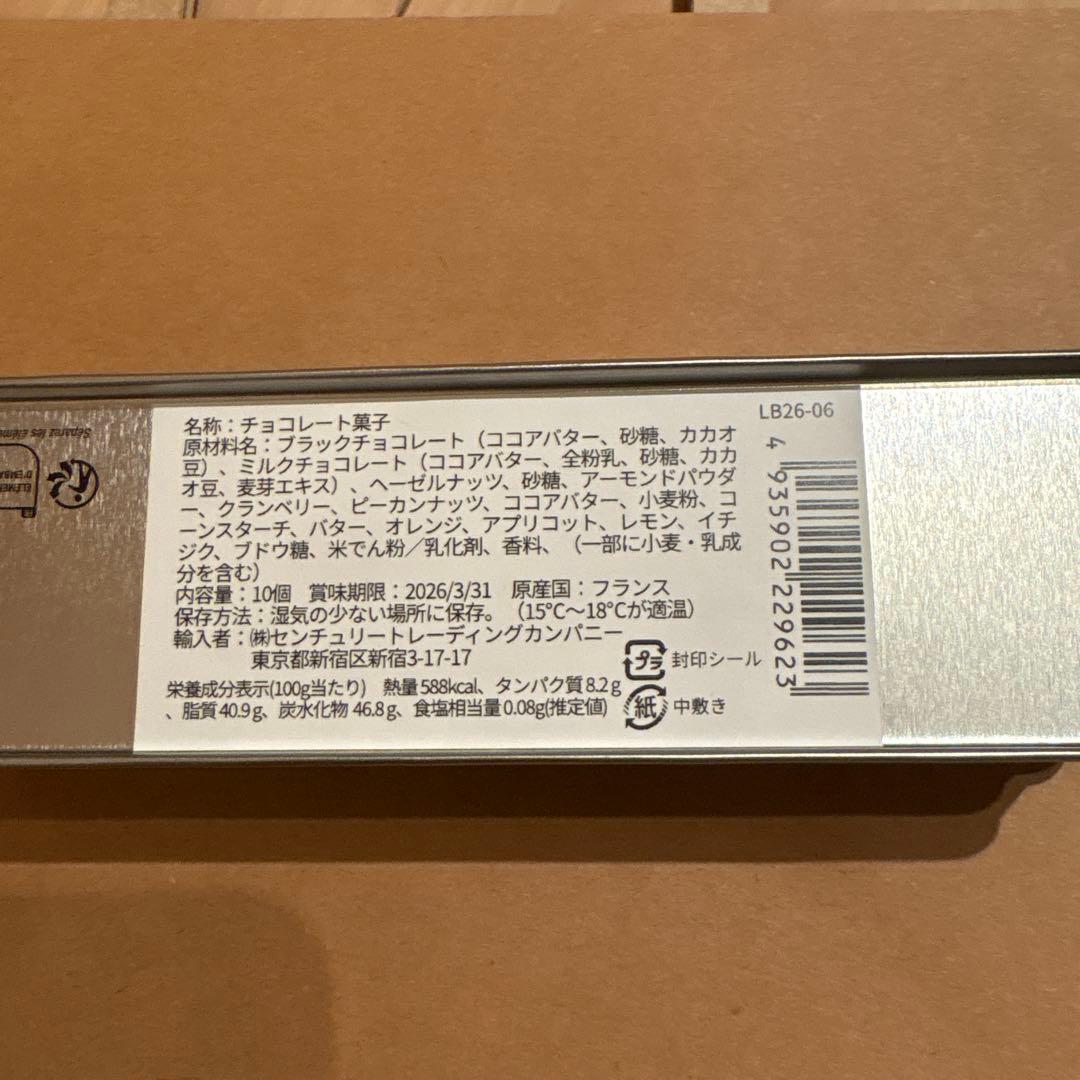 名称：チョコレート菓子
LB26-06
原材料名：ブラックチョコレート（ココアバター、砂糖、カカオ
豆）、ミルクチョコレート（ココアバター、全粉乳、砂糖、カカ
オ豆、麦芽エキス）、ヘーゼルナッツ、砂糖、アーモンドパウダ
ー、クランベリー、ピーカンナッツ、ココアバター、小麦粉、コ
ーンスターチ、バター、オレンジ、アプリコット、レモン、イチ
ジク、ブドウ糖、米でん粉／乳化剤、香料、（一部に小麦・乳成
分を含む）
内容量：10個 賞味期限：2026/3/31 原産国：フランス
保存方法：湿気の少ない場所に保存。（15℃～18℃が適温）
輸入者：㈱センチュリートレーディングカンパニー
東京都新宿区新宿3-17-17
栄養成分表示(100g当たり) 熱量588kcal、タンパク質8.2g
、脂質40.9g、炭水化物 46.8g、食塩相当量0.08g(推定値)
プラ 封印シール
紙 中敷き
4 935902 229623
Séparez les éléme